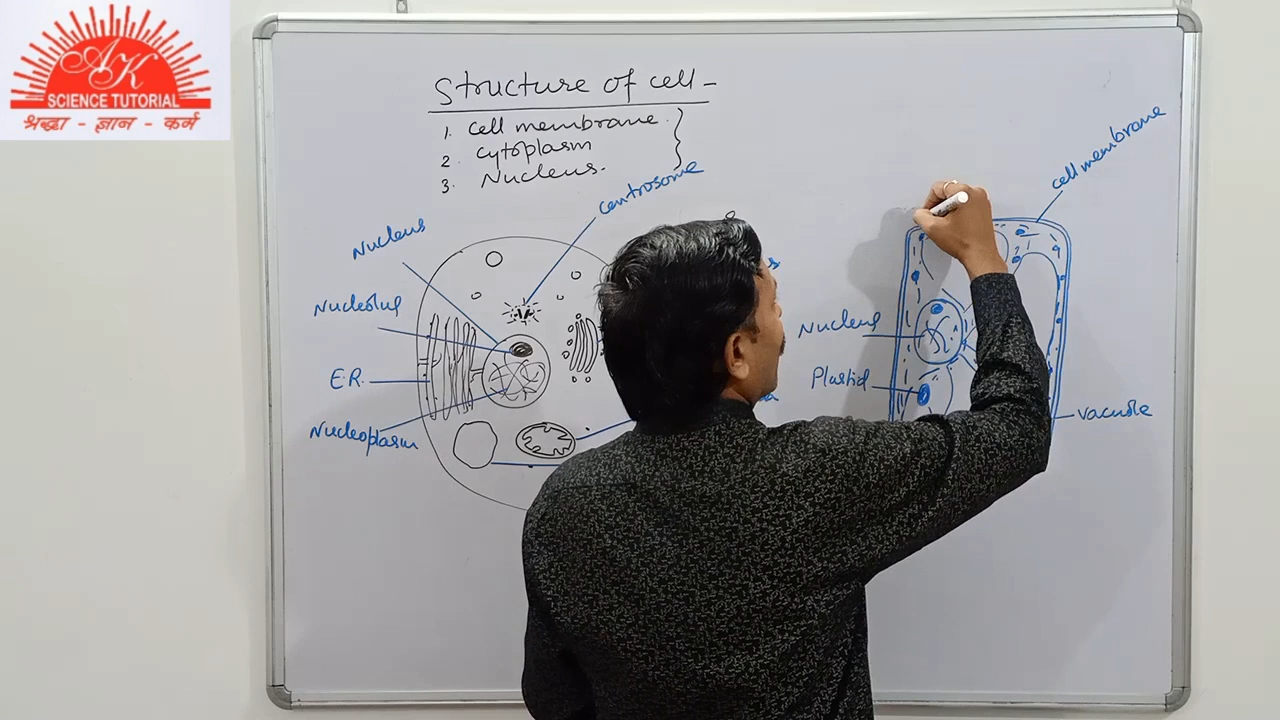 AK
SCIENCE TUTORIAL
श्रद्धा - ज्ञान - कर्म
Structure of cell -
1. Cell membrane.
2. Cytoplasm
3. Nucleus.
Centrosome
Nucleus
Nucleolus
E.R.
Nucleoplasm
cell membrane
Nucleus
Plastid
vacuole